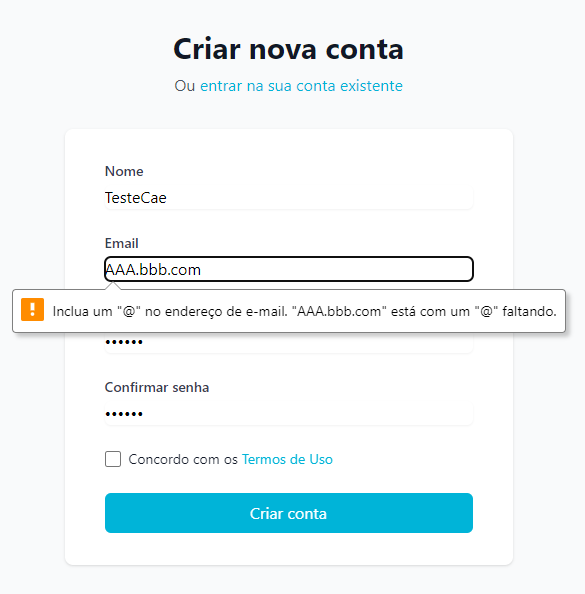 Criar nova conta
Ou entrar na sua conta existente
Nome
TesteCae
Email
AAA.bbb.com
Inclua um "@" no endereço de e-mail. "AAA.bbb.com" está com um "@" faltando.
••••••
Confirmar senha
••••••
Concordo com os Termos de Uso
Criar conta